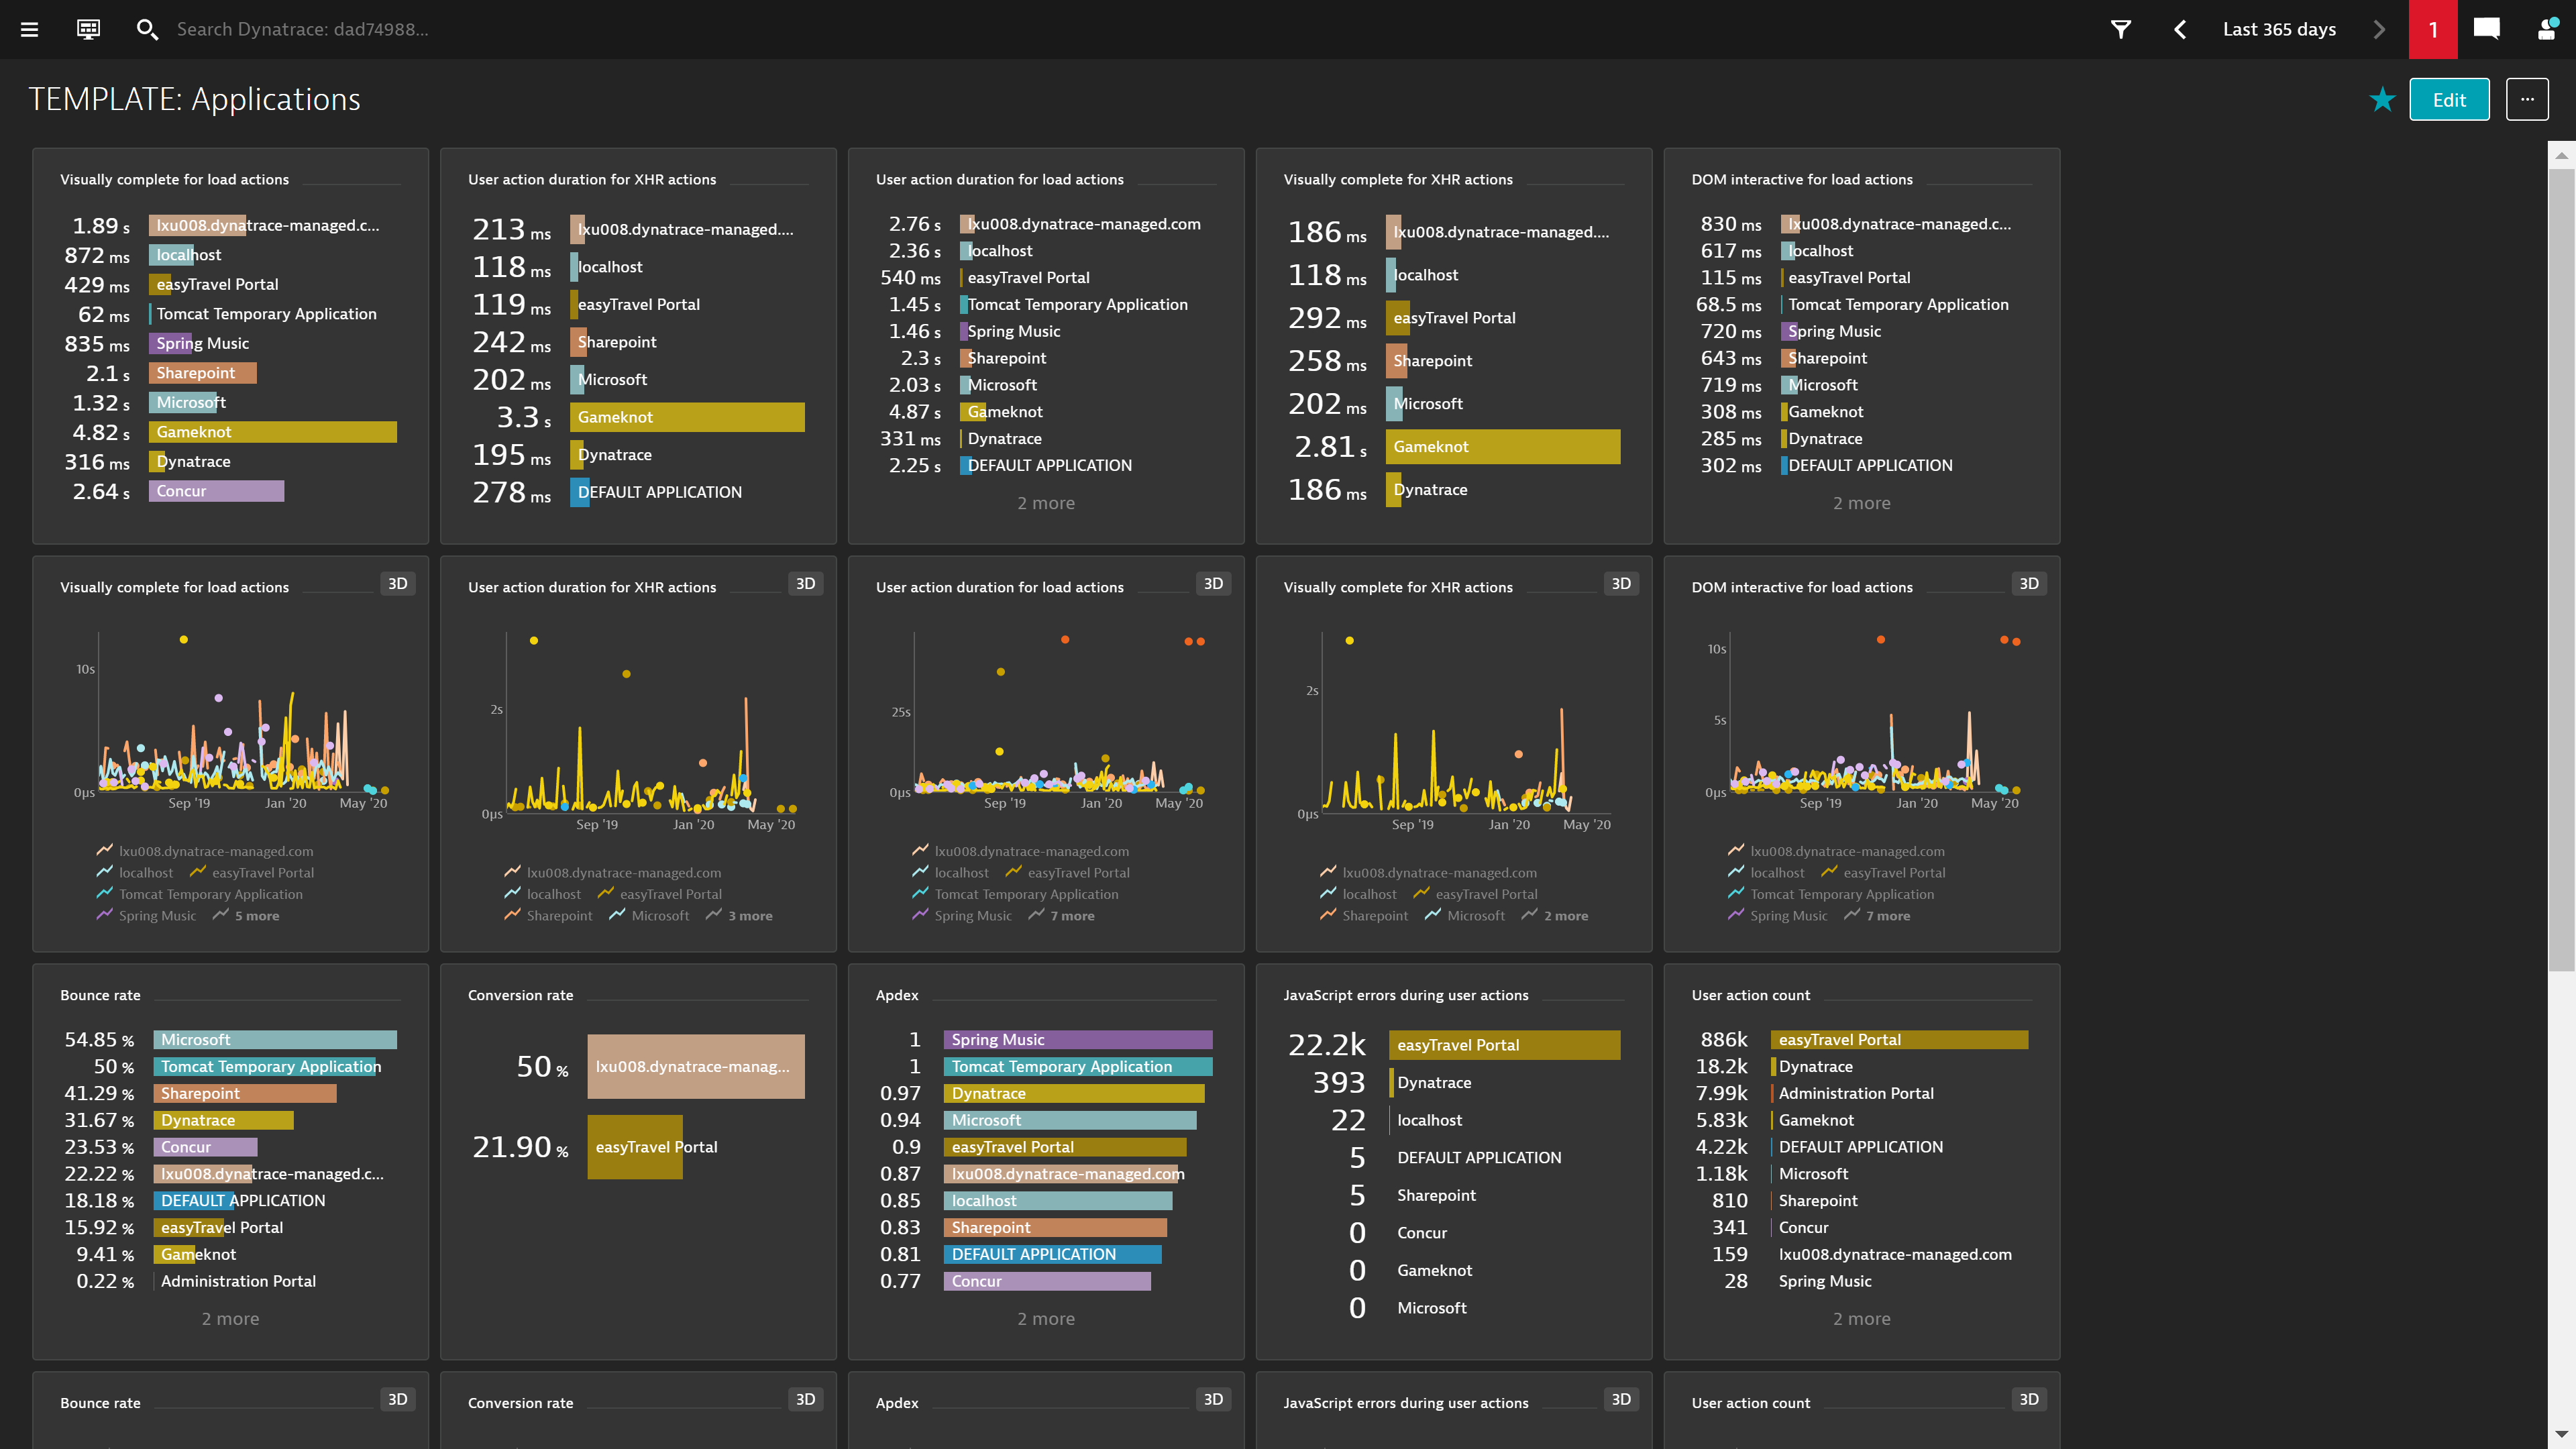 Search Dynatrace: dad74988...
Last 365 days
1
TEMPLATE: Applications
Edit
...
Visually complete for load actions
1.89 s lxu008.dynatrace-managed.c...
872 ms localhost
429 ms easyTravel Portal
62 ms Tomcat Temporary Application
835 ms Spring Music
2.1 s Sharepoint
1.32 s Microsoft
4.82 s Gameknot
316 ms Dynatrace
2.64 s Concur
User action duration for XHR actions
213 ms lxu008.dynatrace-managed....
118 ms localhost
119 ms easyTravel Portal
242 ms Sharepoint
202 ms Microsoft
3.3 s Gameknot
195 ms Dynatrace
278 ms DEFAULT APPLICATION
User action duration for load actions
2.76 s lxu008.dynatrace-managed.com
2.36 s localhost
540 ms easyTravel Portal
1.45 s Tomcat Temporary Application
1.46 s Spring Music
2.3 s Sharepoint
2.03 s Microsoft
4.87 s Gameknot
331 ms Dynatrace
2.25 s DEFAULT APPLICATION
2 more
Visually complete for XHR actions
186 ms lxu008.dynatrace-managed....
118 ms localhost
292 ms easyTravel Portal
258 ms Sharepoint
202 ms Microsoft
2.81 s Gameknot
186 ms Dynatrace
DOM interactive for load actions
830 ms lxu008.dynatrace-managed.c...
617 ms localhost
115 ms easyTravel Portal
68.5 ms Tomcat Temporary Application
720 ms Spring Music
643 ms Sharepoint
719 ms Microsoft
308 ms Gameknot
285 ms Dynatrace
302 ms DEFAULT APPLICATION
2 more
Visually complete for load actions 3D
10s
0µs
Sep '19 Jan '20 May '20
lxu008.dynatrace-managed.com
localhost easyTravel Portal
Tomcat Temporary Application
Spring Music 5 more
User action duration for XHR actions 3D
2s
0µs
Sep '19 Jan '20 May '20
lxu008.dynatrace-managed.com
localhost easyTravel Portal
Sharepoint Microsoft 3 more
User action duration for load actions 3D
25s
0µs
Sep '19 Jan '20 May '20
lxu008.dynatrace-managed.com
localhost easyTravel Portal
Tomcat Temporary Application
Spring Music 7 more
Visually complete for XHR actions 3D
2s
0µs
Sep '19 Jan '20 May '20
lxu008.dynatrace-managed.com
localhost easyTravel Portal
Sharepoint Microsoft 2 more
DOM interactive for load actions 3D
10s
5s
0µs
Sep '19 Jan '20 May '20
lxu008.dynatrace-managed.com
localhost easyTravel Portal
Tomcat Temporary Application
Spring Music 7 more
Bounce rate
54.85 % Microsoft
50 % Tomcat Temporary Application
41.29 % Sharepoint
31.67 % Dynatrace
23.53 % Concur
22.22 % lxu008.dynatrace-managed.c...
18.18 % DEFAULT APPLICATION
15.92 % easyTravel Portal
9.41 % Gameknot
0.22 % Administration Portal
2 more
Conversion rate
50 % lxu008.dynatrace-manag...
21.90 % easyTravel Portal
Apdex
1 Spring Music
1 Tomcat Temporary Application
0.97 Dynatrace
0.94 Microsoft
0.9 easyTravel Portal
0.87 lxu008.dynatrace-managed.com
0.85 localhost
0.83 Sharepoint
0.81 DEFAULT APPLICATION
0.77 Concur
2 more
JavaScript errors during user actions
22.2k easyTravel Portal
393 Dynatrace
22 localhost
5 DEFAULT APPLICATION
5 Sharepoint
0 Concur
0 Gameknot
0 Microsoft
User action count
886k easyTravel Portal
18.2k Dynatrace
7.99k Administration Portal
5.83k Gameknot
4.22k DEFAULT APPLICATION
1.18k Microsoft
810 Sharepoint
341 Concur
159 lxu008.dynatrace-managed.com
28 Spring Music
2 more
Bounce rate 3D
Conversion rate 3D
Apdex 3D
JavaScript errors during user actions 3D
User action count 3D